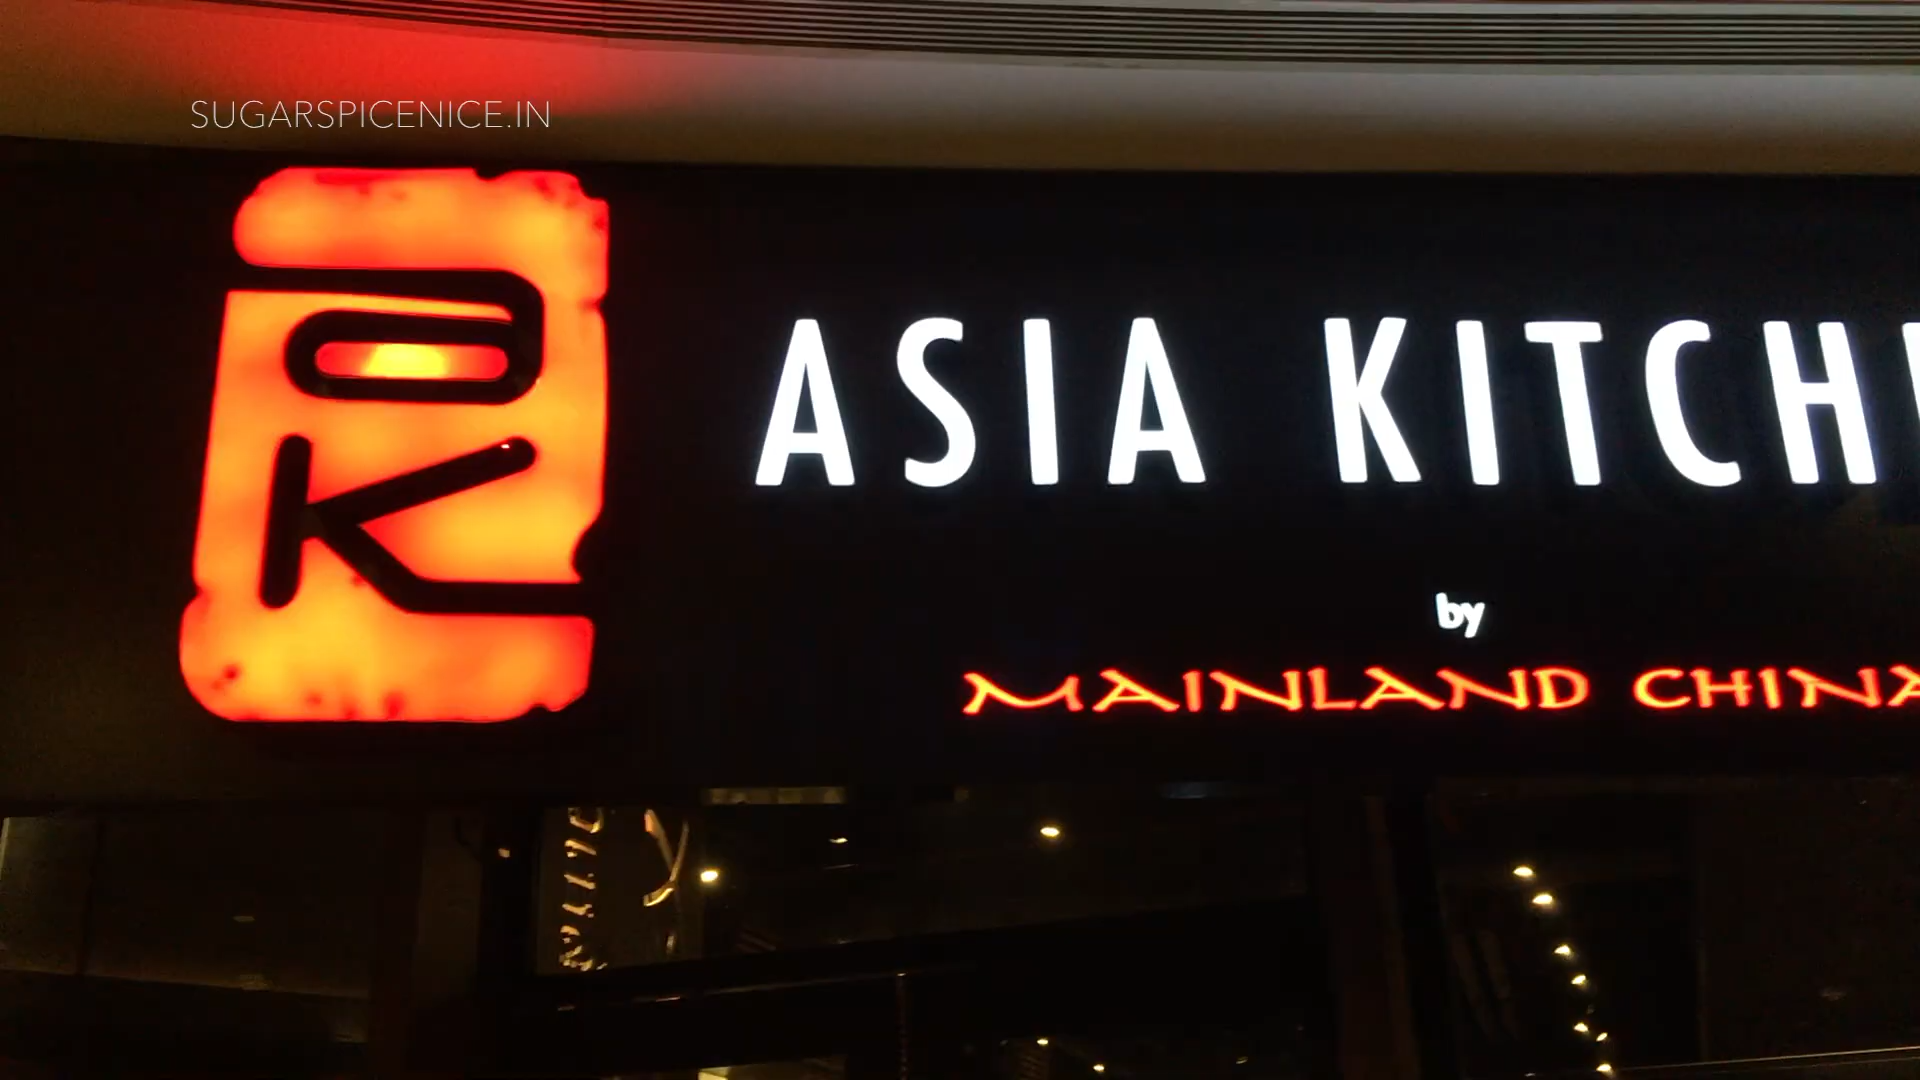 SUGARSPICENICE.IN
aK
ASIA KITCH
by
MAINLAND CHINA